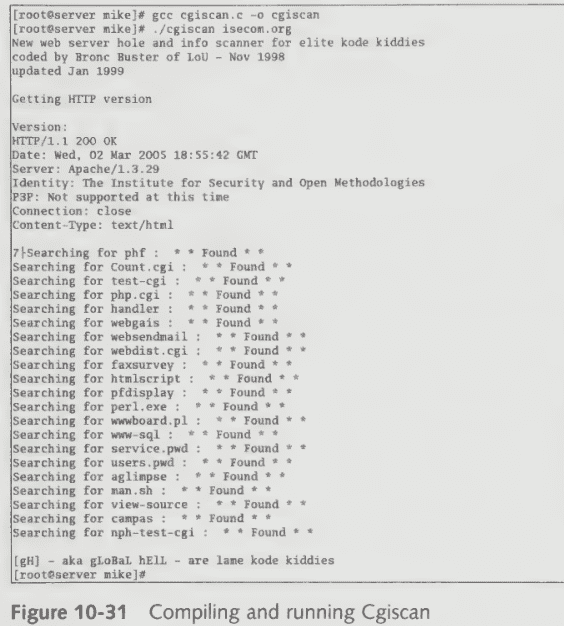 [root@server mike]# gcc cgiscan.c -o cgiscan
[root@server mike]# ./cgiscan isecom.org
New web server hole and info scanner for elite kode kiddies
coded by Bronc Buster of LoU - Nov 1998
updated Jan 1999
Getting HTTP version
Version:
HTTP/1.1 200 OK
Date: Wed, 02 Mar 2005 18:55:42 GMT
Server: Apache/1.3.29
Identity: The Institute for Security and Open Methodologies
P3P: Not supported at this time
Connection: close
Content-Type: text/html
7}Searching for phf : * * Found * *
Searching for Count.cgi : * * Found * *
Searching for test-cgi : * * Found * *
Searching for php.cgi : * * Found * *
Searching for handler : * * Found * *
Searching for webgais : * * Found * *
Searching for websendmail : * * Found * *
Searching for webdist.cgi : * * Found * *
Searching for faxsurvey : * * Found * *
Searching for htmlscript : * * Found * *
Searching for pfdisplay : * * Found * *
Searching for perl.exe : * * Found * *
Searching for wwwboard.pl : * * Found * *
Searching for www-sql : * * Found * *
Searching for service.pwd : * * Found * *
Searching for users.pwd : * * Found * *
Searching for aglimpse : * * Found * *
Searching for man.sh : * * Found * *
Searching for view-source : * * Found * *
Searching for campas : * * Found * *
Searching for nph-test-cgi : * * Found * *
[gH] - aka gLoBaL hElL - are lame kode kiddies
[root@server mike]#
Figure 10-31 Compiling and running Cgiscan